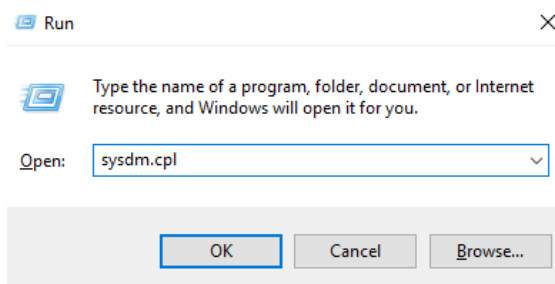 Run
Type the name of a program, folder, document, or Internet
resource, and Windows will open it for you.
Open: sysdm.cpl
OK Cancel Browse...